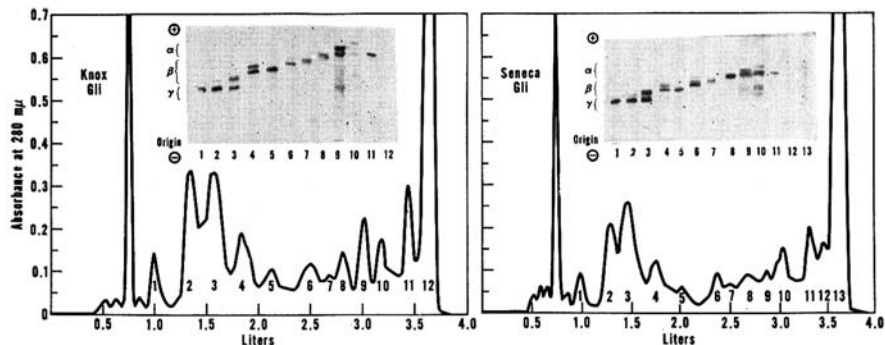 0.7
0.6
0.5
0.4
0.3
0.2
0.1
0
Absorbance at 280 mμ
Knox
Gli
⊕
α{
β{
γ{
Origin
⊖
1 2 3 4 5 6 7 8 9 10 11 12
1 2 3 4 5 6 7 8 9 10 11 12
0.5 1.0 1.5 2.0 2.5 3.0 3.5 4.0
Liters
Seneca
Gli
⊕
α{
β{
γ{
Origin
⊖
1 2 3 4 5 6 7 8 9 10 11 12 13
1 2 3 4 5 6 7 8 9 10 11 12 13
0.5 1.0 1.5 2.0 2.5 3.0 3.5 4.0
Liters